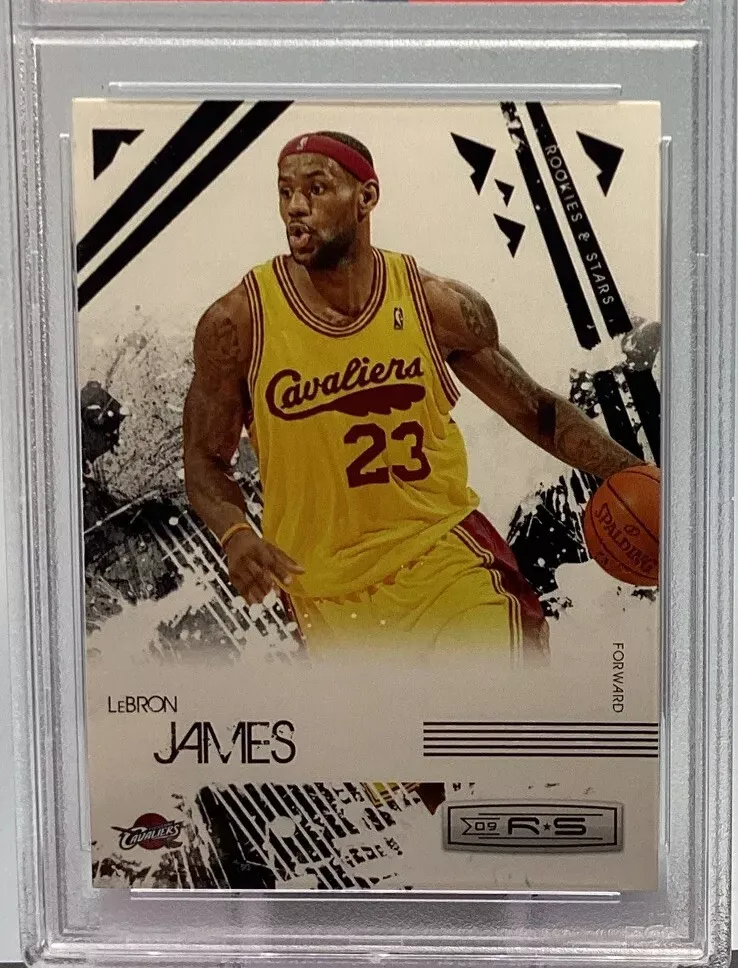 ROOKIES & STARS
Cavaliers
23
SPALDING
FORWARD
LEBRON
JAMES
CAVALIERS
09 R★S